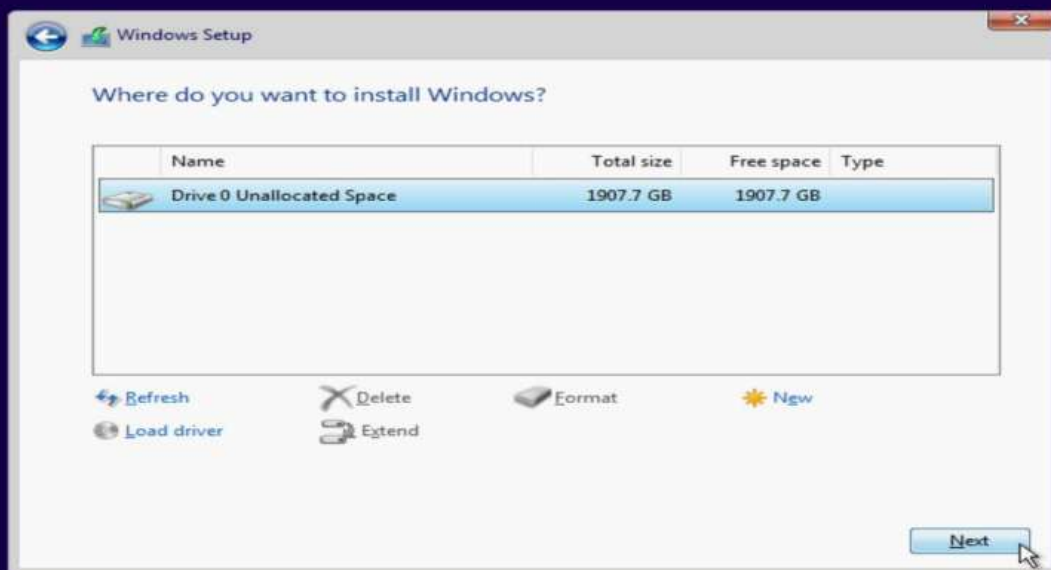 Windows Setup
Where do you want to install Windows?
Name Total size Free space Type
Drive 0 Unallocated Space 1907.7 GB 1907.7 GB
Refresh Delete Format New
Load driver Extend
Next